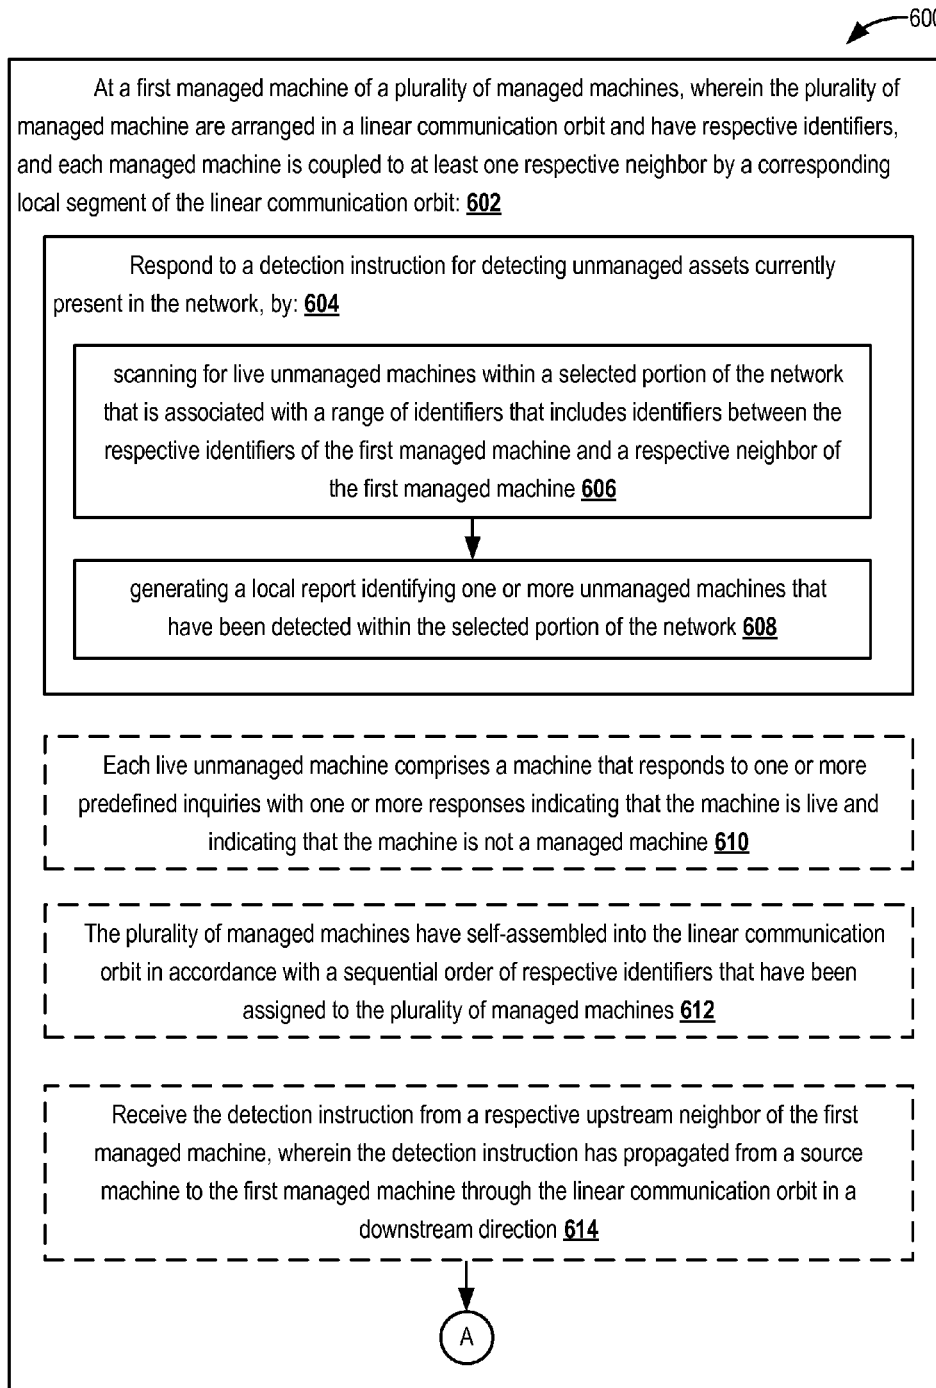 600
At a first managed machine of a plurality of managed machines, wherein the plurality of
managed machine are arranged in a linear communication orbit and have respective identifiers,
and each managed machine is coupled to at least one respective neighbor by a corresponding
local segment of the linear communication orbit: 602
Respond to a detection instruction for detecting unmanaged assets currently
present in the network, by: 604
scanning for live unmanaged machines within a selected portion of the network
that is associated with a range of identifiers that includes identifiers between the
respective identifiers of the first managed machine and a respective neighbor of
the first managed machine 606
generating a local report identifying one or more unmanaged machines that
have been detected within the selected portion of the network 608
Each live unmanaged machine comprises a machine that responds to one or more
predefined inquiries with one or more responses indicating that the machine is live and
indicating that the machine is not a managed machine 610
The plurality of managed machines have self-assembled into the linear communication
orbit in accordance with a sequential order of respective identifiers that have been
assigned to the plurality of managed machines 612
Receive the detection instruction from a respective upstream neighbor of the first
managed machine, wherein the detection instruction has propagated from a source
machine to the first managed machine through the linear communication orbit in a
downstream direction 614
A